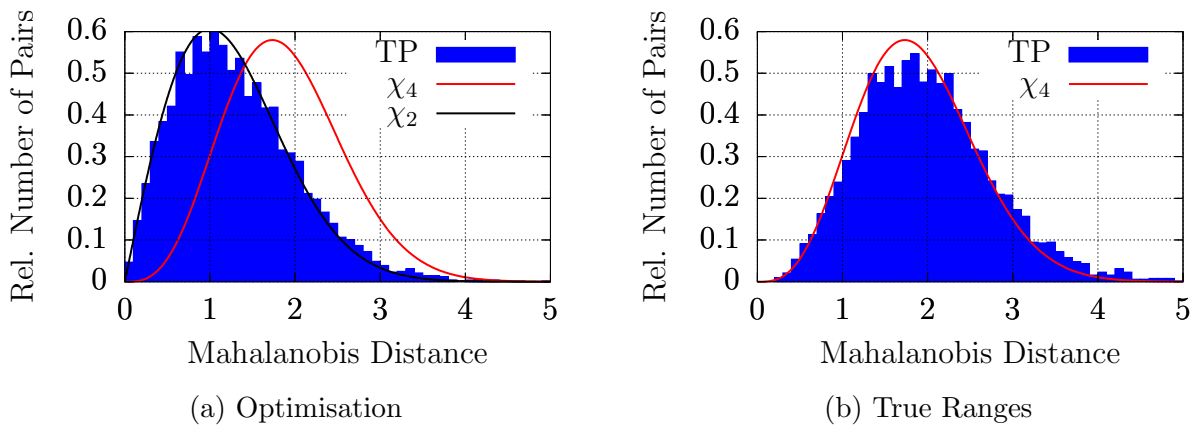 Rel. Number of Pairs
0.6
0.5
0.4
0.3
0.2
0.1
0
0 1 2 3 4 5
Mahalanobis Distance
TP
χ4
χ2
(a) Optimisation
Rel. Number of Pairs
0.6
0.5
0.4
0.3
0.2
0.1
0
0 1 2 3 4 5
Mahalanobis Distance
TP
χ4
(b) True Ranges